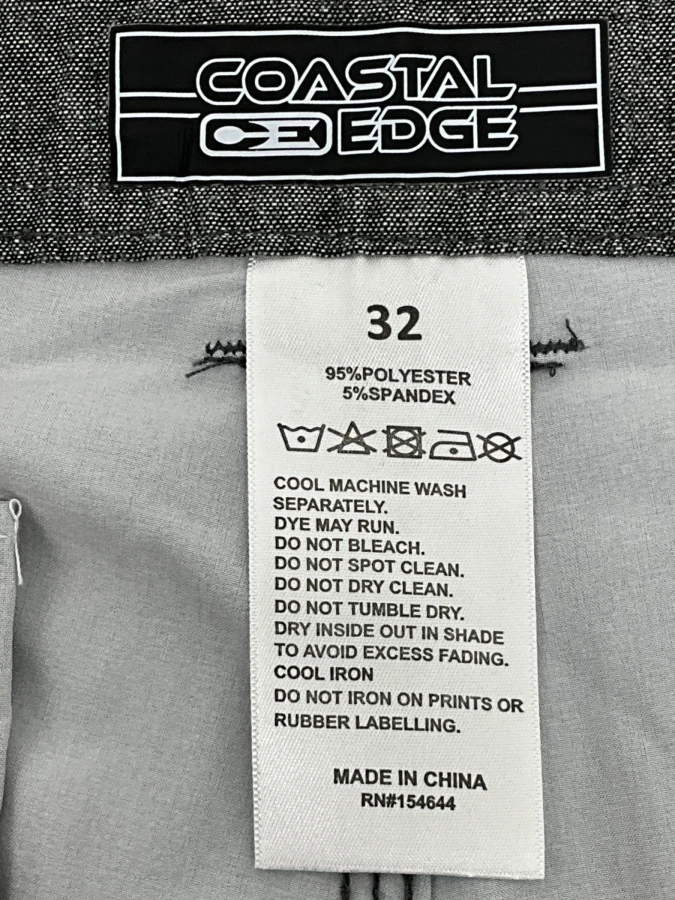 COASTAL
CE EDGE
32
95%POLYESTER
5%SPANDEX
COOL MACHINE WASH
SEPARATELY.
DYE MAY RUN.
DO NOT BLEACH.
DO NOT SPOT CLEAN.
DO NOT DRY CLEAN.
DO NOT TUMBLE DRY.
DRY INSIDE OUT IN SHADE
TO AVOID EXCESS FADING.
COOL IRON
DO NOT IRON ON PRINTS OR
RUBBER LABELLING.
MADE IN CHINA
RN#154644